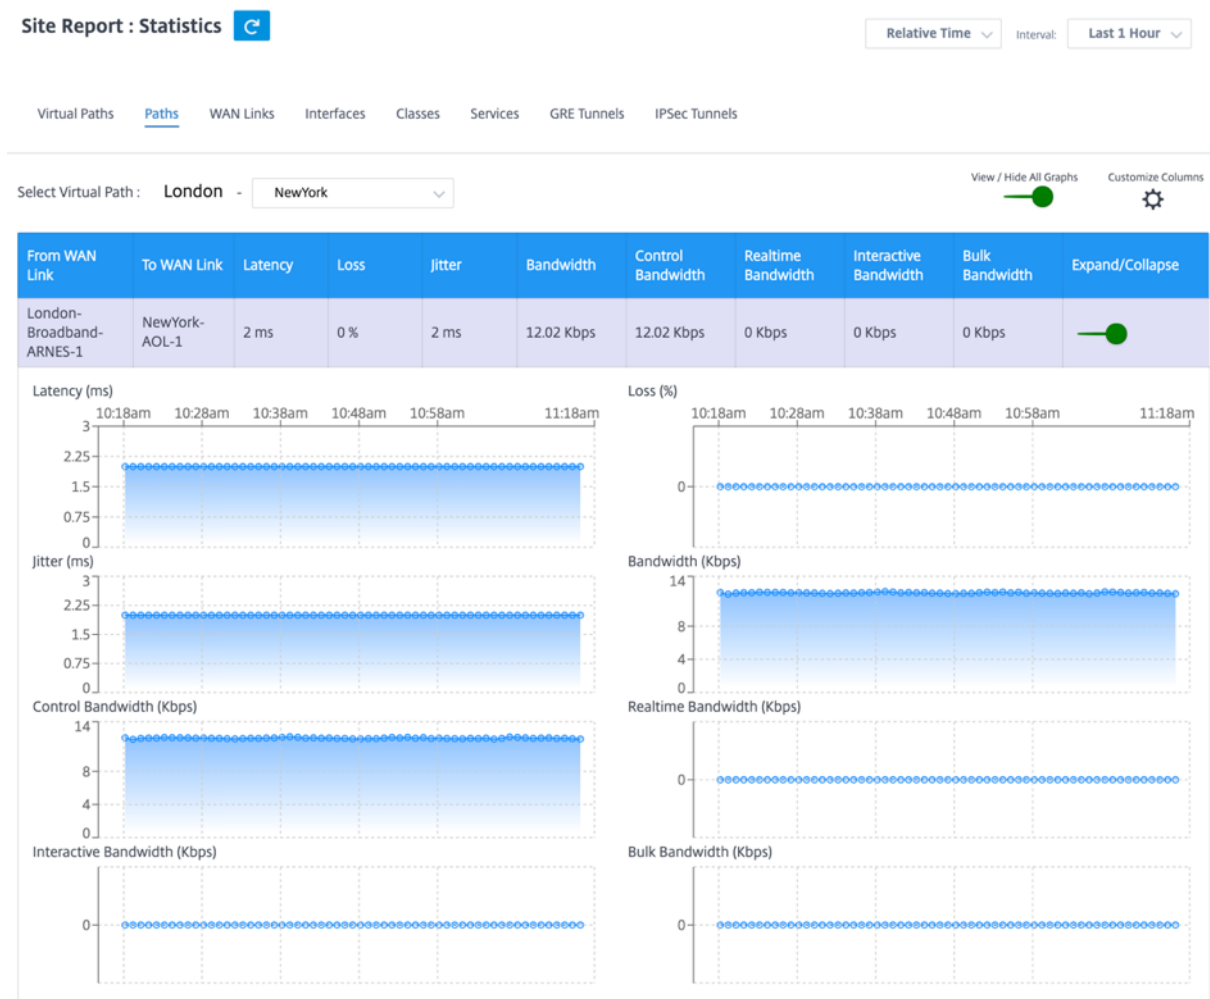 Site Report : Statistics
Relative Time
Interval:
Last 1 Hour
Virtual Paths
Paths
WAN Links
Interfaces
Classes
Services
GRE Tunnels
IPSec Tunnels
Select Virtual Path :
London
-
NewYork
View / Hide All Graphs
Customize Columns
From WAN
Link
To WAN Link
Latency
Loss
Jitter
Bandwidth
Control
Bandwidth
Realtime
Bandwidth
Interactive
Bandwidth
Bulk
Bandwidth
Expand/Collapse
London-
Broadband-
ARNES-1
NewYork-
AOL-1
2 ms
0 %
2 ms
12.02 Kbps
12.02 Kbps
0 Kbps
0 Kbps
0 Kbps
Latency (ms)
10:18am 10:28am 10:38am 10:48am 10:58am 11:18am
3
2.25
1.5
0.75
0
Loss (%)
10:18am 10:28am 10:38am 10:48am 10:58am 11:18am
0
Jitter (ms)
3
2.25
1.5
0.75
0
Bandwidth (Kbps)
14
8
4
0
Control Bandwidth (Kbps)
14
8
4
0
Realtime Bandwidth (Kbps)
0
Interactive Bandwidth (Kbps)
0
Bulk Bandwidth (Kbps)
0